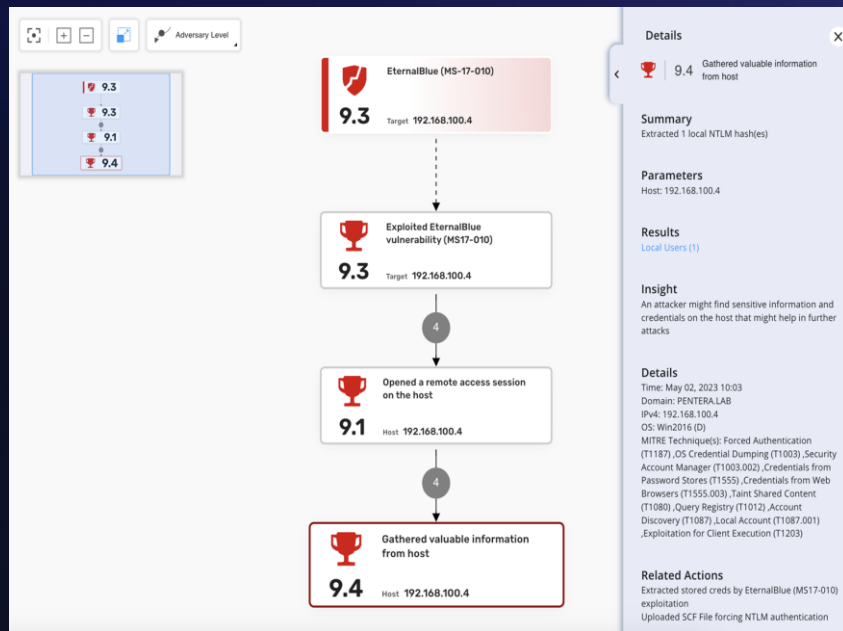 Adversary Level
9.3
9.3
9.1
9.4
EternalBlue (MS-17-010)
9.3
Target 192.168.100.4
Exploited EternalBlue
vulnerability (MS17-010)
9.3
Target 192.168.100.4
4
Opened a remote access session
on the host
9.1
Host 192.168.100.4
4
Gathered valuable information
from host
9.4
Host 192.168.100.4
Details
9.4
Gathered valuable information
from host
Summary
Extracted 1 local NTLM hash(es)
Parameters
Host: 192.168.100.4
Results
Local Users (1)
Insight
An attacker might find sensitive information and
credentials on the host that might help in further
attacks
Details
Time: May 02, 2023 10:03
Domain: PENTERA.LAB
IPv4: 192.168.100.4
OS: Win2016 (D)
MITRE Technique(s): Forced Authentication
(T1187) ,OS Credential Dumping (T1003) ,Security
Account Manager (T1003.002) ,Credentials from
Password Stores (T1555) ,Credentials from Web
Browsers (T1555.003) ,Taint Shared Content
(T1080) ,Query Registry (T1012) ,Account
Discovery (T1087) ,Local Account (T1087.001)
,Exploitation for Client Execution (T1203)
Related Actions
Extracted stored creds by EternalBlue (MS17-010)
exploitation
Uploaded SCF File forcing NTLM authentication